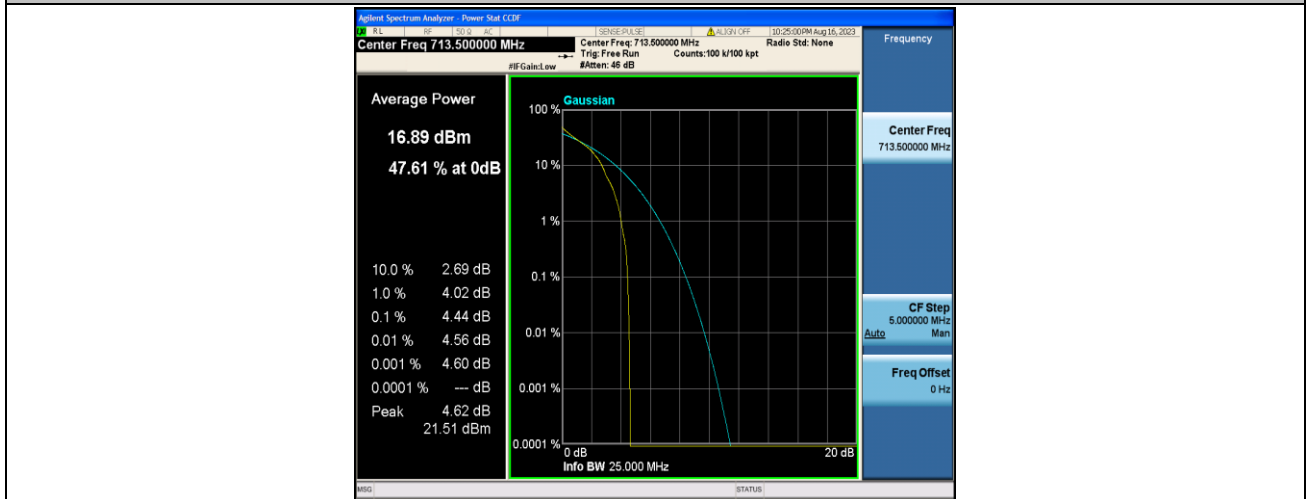 Agilent Spectrum Analyzer - Power Stat CCDF
RL RF 50 Ω AC SENSE:PULSE ALIGN OFF 10:25:00PM Aug 16, 2023
Center Freq 713.500000 MHz
Center Freq: 713.500000 MHz Radio Std: None
Trig: Free Run Counts:100 k/100 kpt
#IFGain:Low #Atten: 46 dB
Frequency
Average Power
16.89 dBm
47.61 % at 0dB
10.0 % 2.69 dB
1.0 % 4.02 dB
0.1 % 4.44 dB
0.01 % 4.56 dB
0.001 % 4.60 dB
0.0001 % --- dB
Peak 4.62 dB
21.51 dBm
Gaussian
100 %
10 %
1 %
0.1 %
0.01 %
0.001 %
0.0001 %
0 dB 20 dB
Info BW 25.000 MHz
Center Freq
713.500000 MHz
CF Step
5.000000 MHz
Auto Man
Freq Offset
0 Hz
MSG STATUS